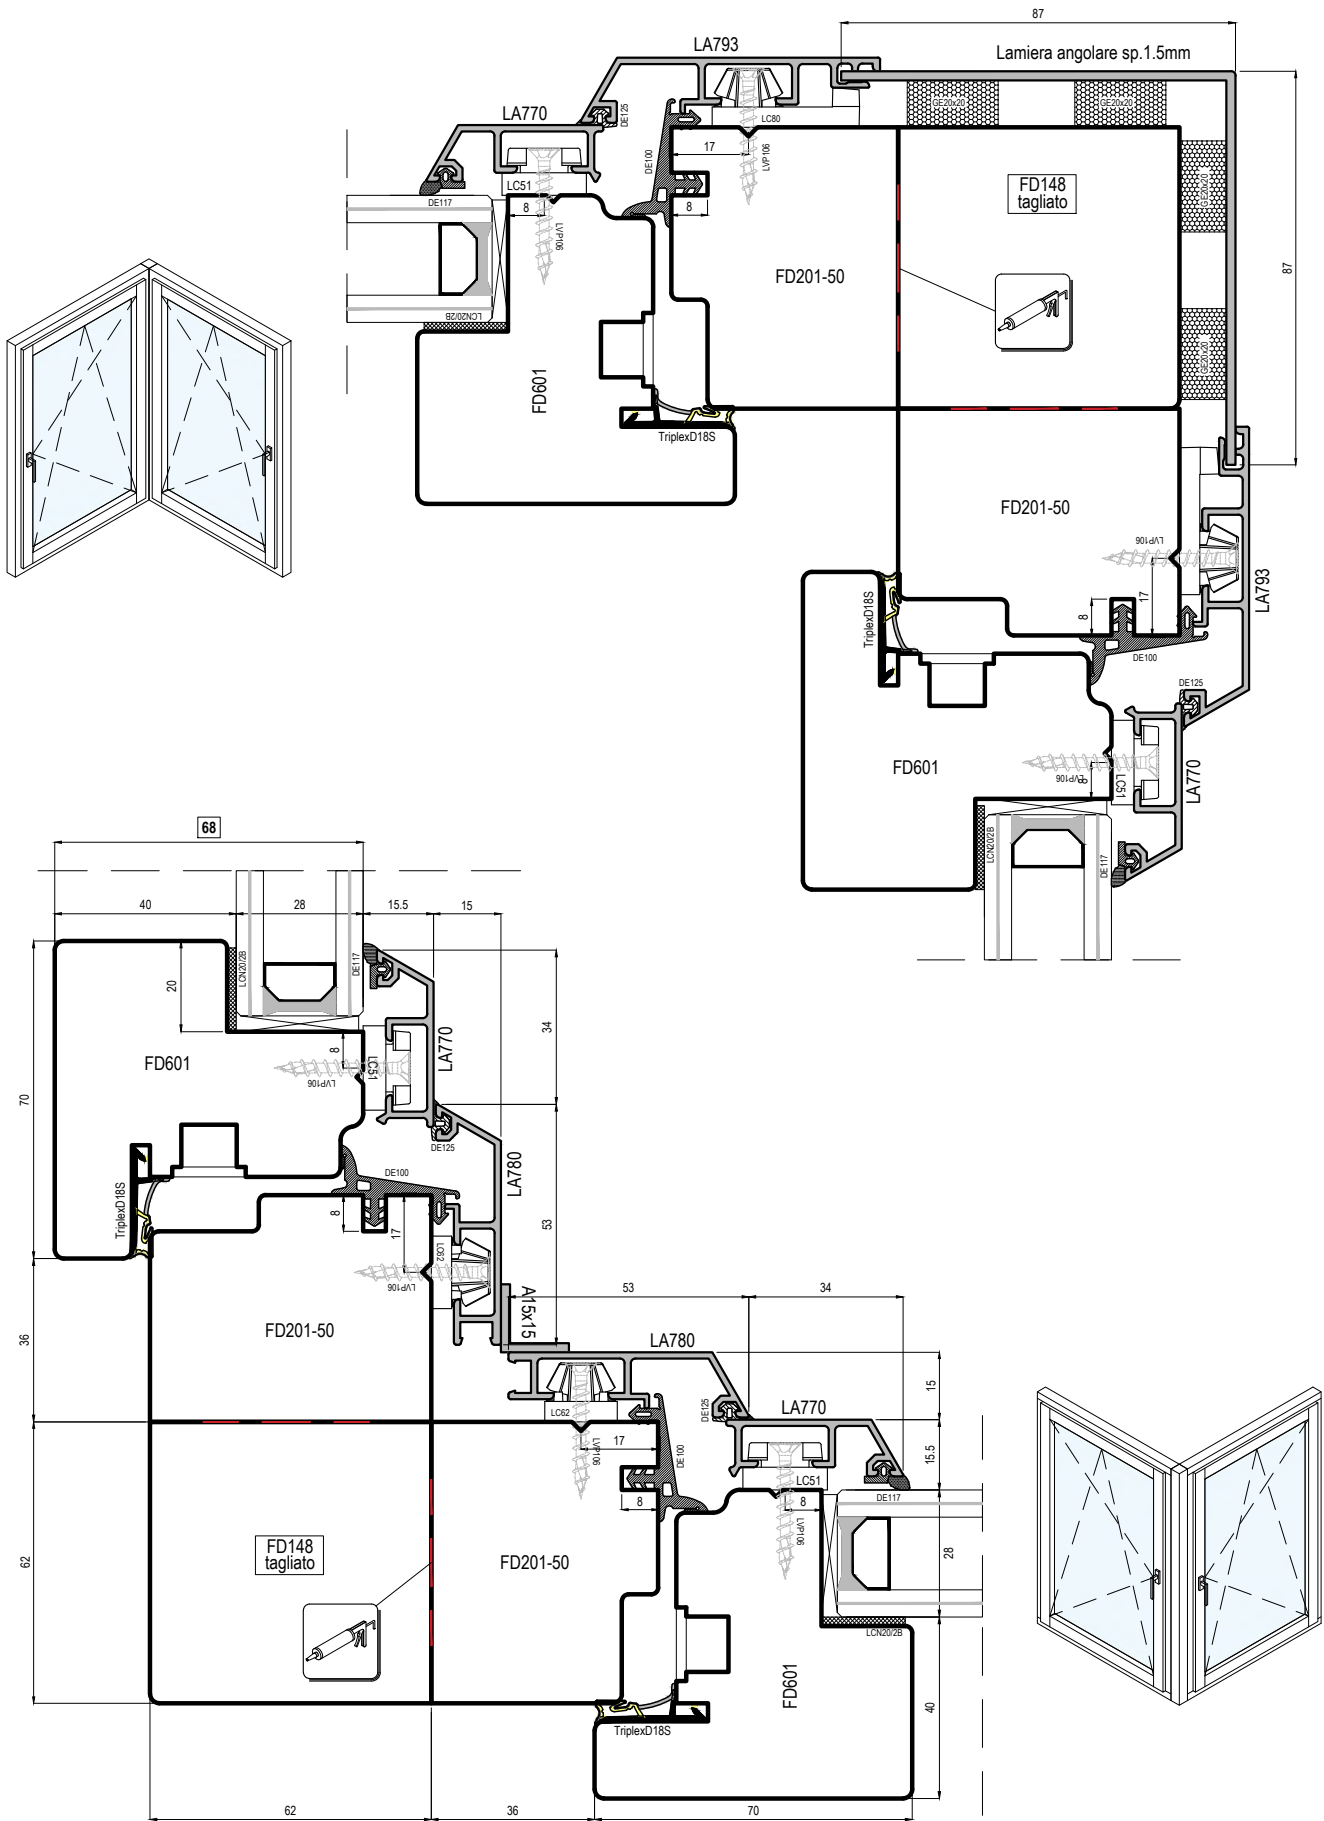 87
LA793
Lamiera angolare sp.1.5mm
GE20x20
GE20x20
LA770
DE125
LC80
17
LVP106
DE100
LC51
8
DE117
LVP106
8
FD148
tagliato
GE20x20
87
FD201-50
LCN20/2B
FD601
GE20x20
TriplexD18S
FD201-50
LVP106
17
LA793
TriplexD18S
8
DE100
DE125
FD601
LVP106
8
LC51
LA770
LCN20/2B
DE117
68
40
28
15.5
15
LCN20/2B
DE117
20
34
FD601
8
LC51
LA770
LVP106
70
DE125
DE100
LA780
TriplexD18S
8
17
53
LC62
LVP106
A15x15
53
34
FD201-50
36
LA780
15
DE125
LA770
LC62
17
LVP106
DE100
15.5
LC51
8
DE117
8
LVP106
FD148
tagliato
FD201-50
28
62
LCN20/2B
FD601
40
TriplexD18S
62
36
70